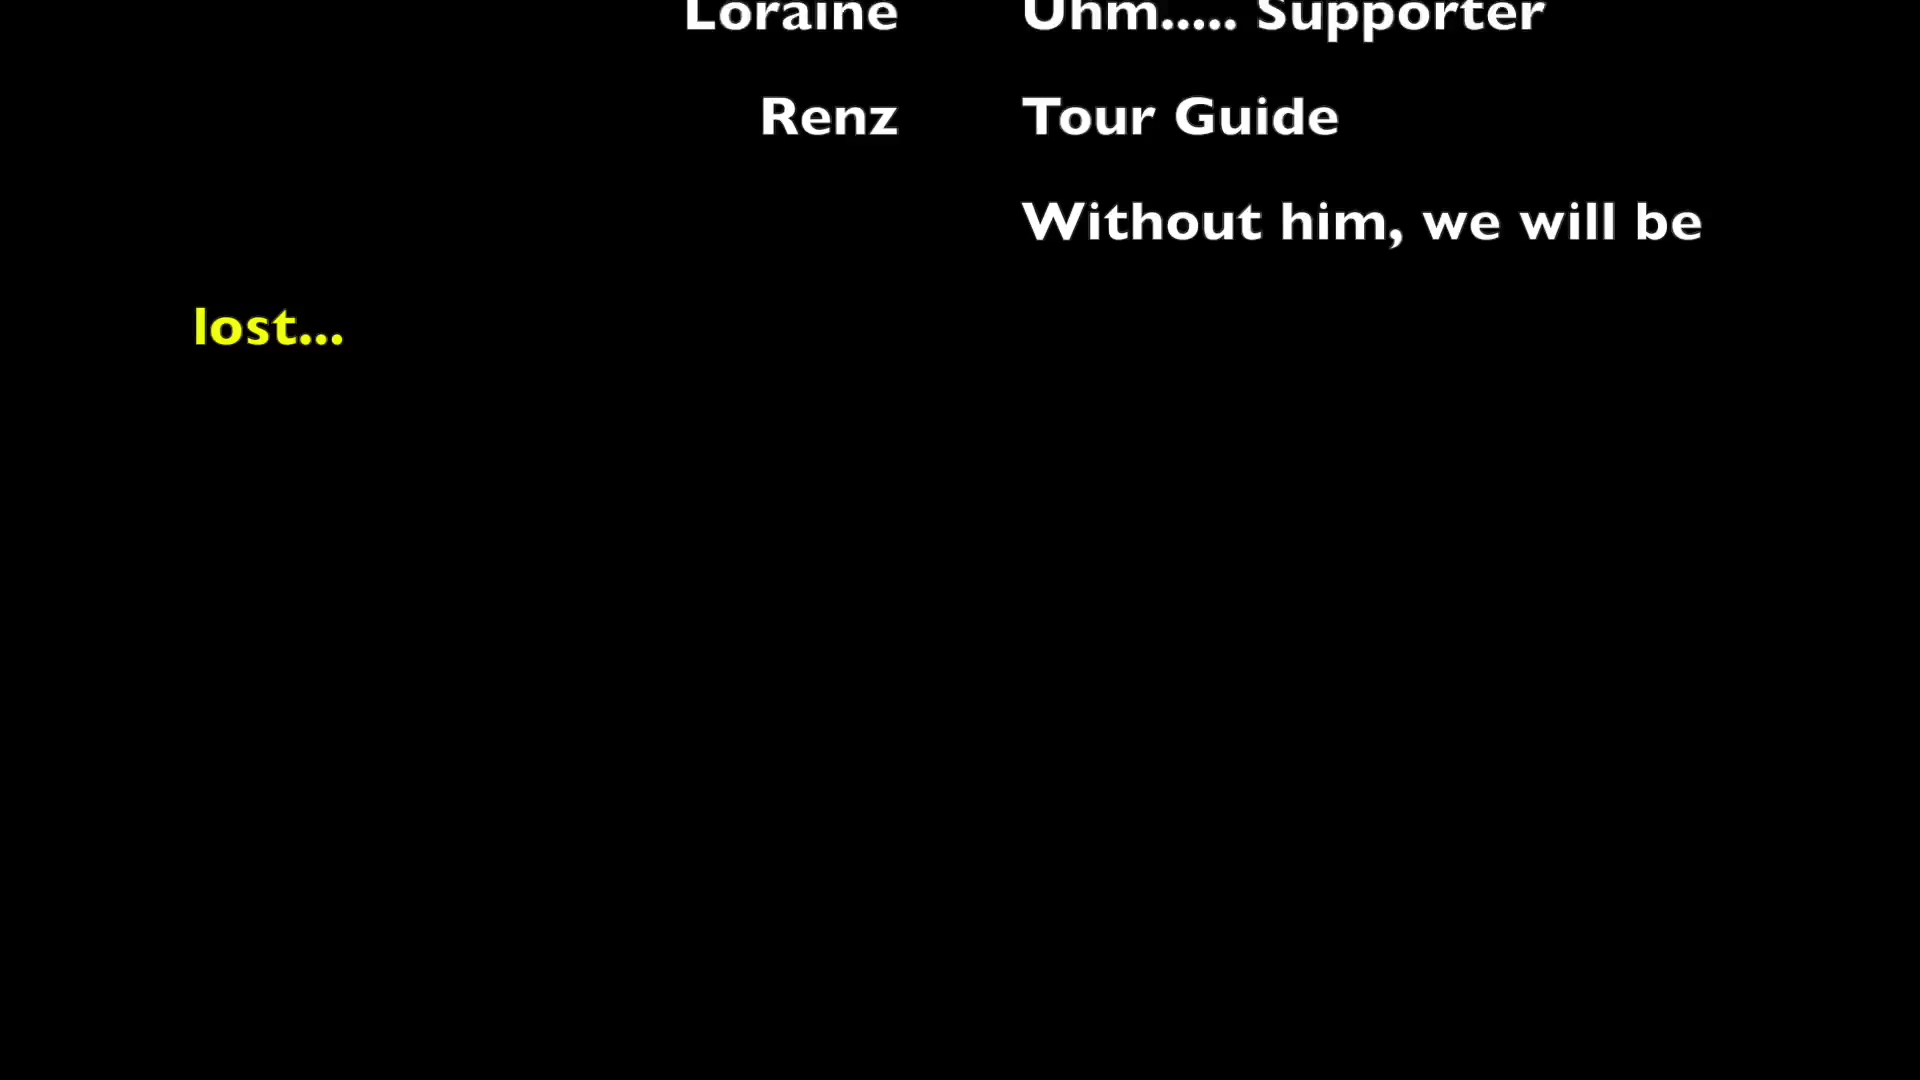 Loraine Uhm..... Supporter
Renz Tour Guide
Without him, we will be
lost...